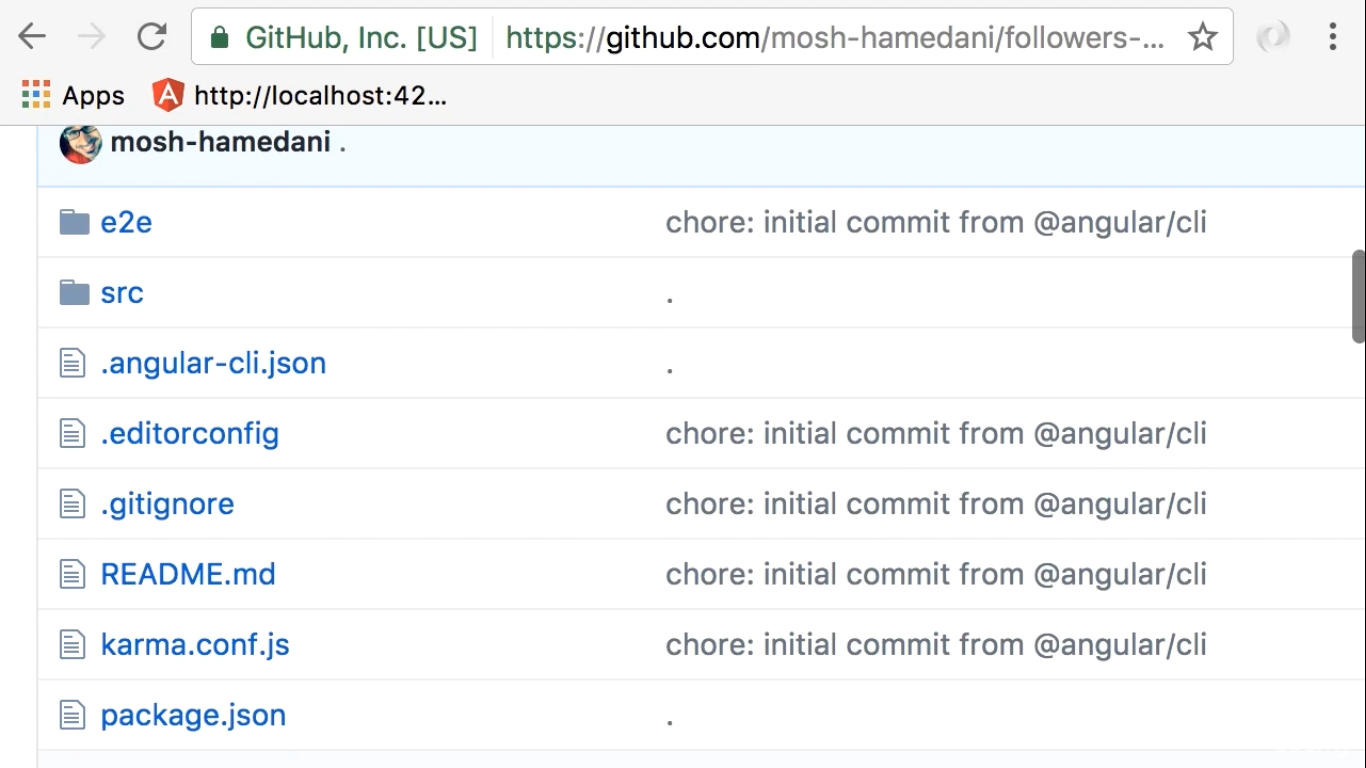 GitHub, Inc. [US] https://github.com/mosh-hamedani/followers-...
Apps http://localhost:42...
mosh-hamedani .
e2e chore: initial commit from @angular/cli
src .
.angular-cli.json .
.editorconfig chore: initial commit from @angular/cli
.gitignore chore: initial commit from @angular/cli
README.md chore: initial commit from @angular/cli
karma.conf.js chore: initial commit from @angular/cli
package.json .